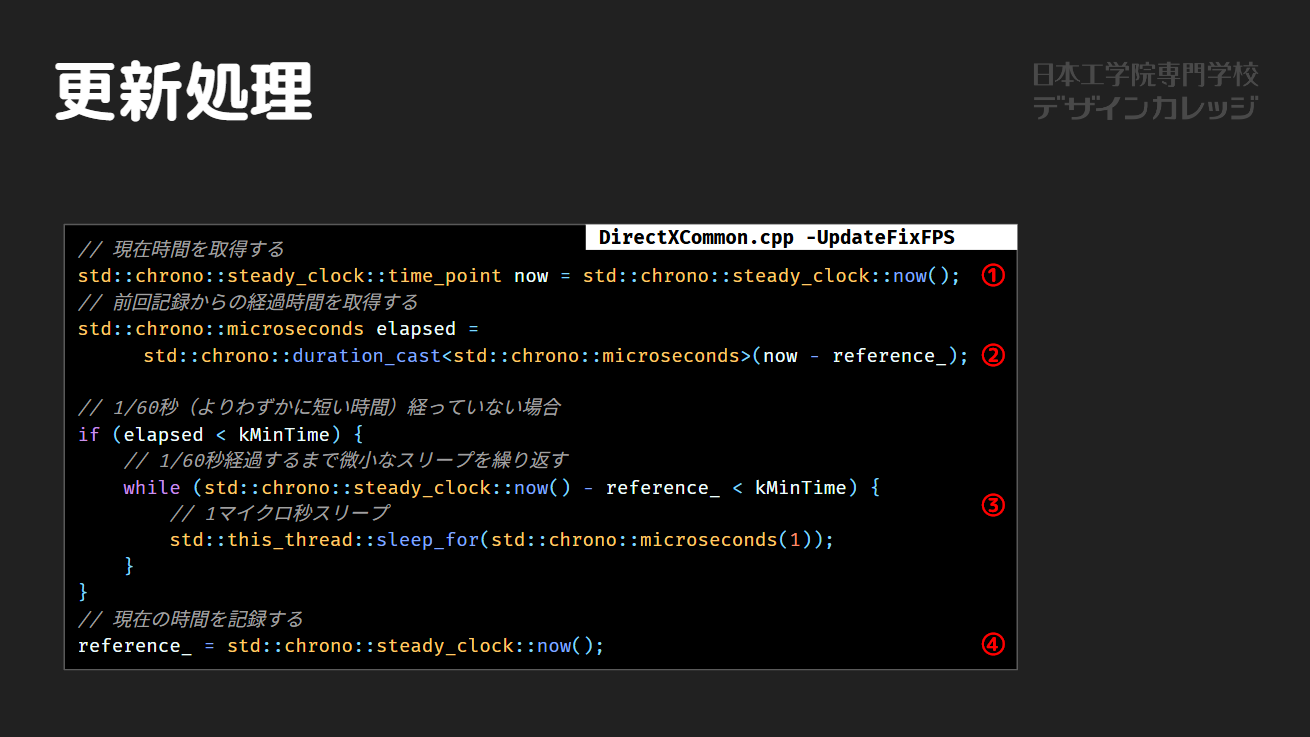 更新処理
日本工学院専門学校
デザインカレッジ
DirectXCommon.cpp -UpdateFixFPS
// 現在時間を取得する
std::chrono::steady_clock::time_point now = std::chrono::steady_clock::now(); ①
// 前回記録からの経過時間を取得する
std::chrono::microseconds elapsed =
std::chrono::duration_cast<std::chrono::microseconds>(now - reference_); ②
// 1/60秒（よりわずかに短い時間）経っていない場合
if (elapsed < kMinTime) {
// 1/60秒経過するまで微小なスリープを繰り返す
while (std::chrono::steady_clock::now() - reference_ < kMinTime) {
③
// 1マイクロ秒スリープ
std::this_thread::sleep_for(std::chrono::microseconds(1));
}
}
// 現在の時間を記録する
reference_ = std::chrono::steady_clock::now(); ④